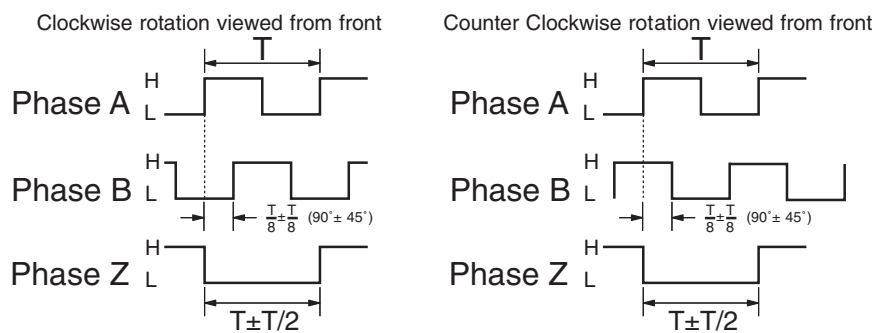 Clockwise rotation viewed from front
T
H
Phase A
L
H
Phase B
L
T/8±T/8 (90°± 45°)
H
Phase Z
L
T±T/2
Counter Clockwise rotation viewed from front
T
H
Phase A
L
H
Phase B
L
T/8±T/8 (90°± 45°)
H
Phase Z
L
T±T/2